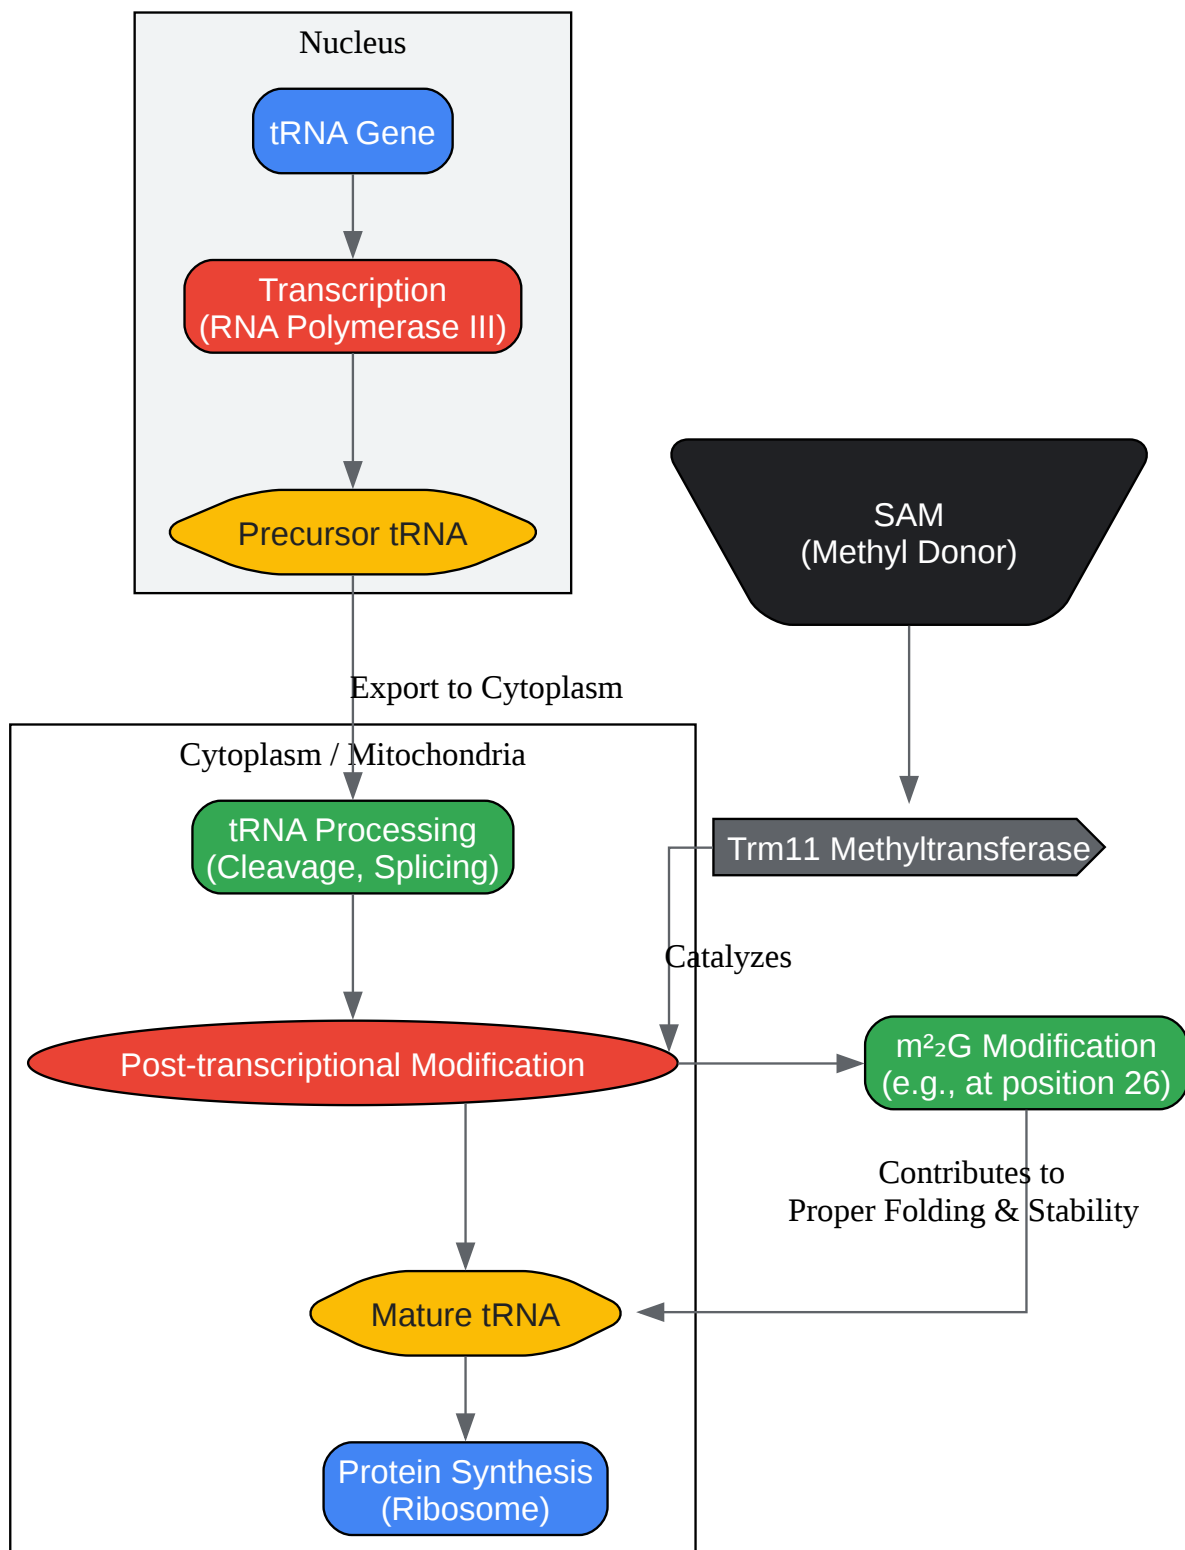 Nucleus
tRNA Gene
Transcription
(RNA Polymerase III)
Precursor tRNA
SAM
(Methyl Donor)
Export to Cytoplasm
Cytoplasm / Mitochondria
tRNA Processing
(Cleavage, Splicing)
Trm11 Methyltransferase
Catalyzes
Post-transcriptional Modification
m²₂G Modification
(e.g., at position 26)
Contributes to
Proper Folding & Stability
Mature tRNA
Protein Synthesis
(Ribosome)